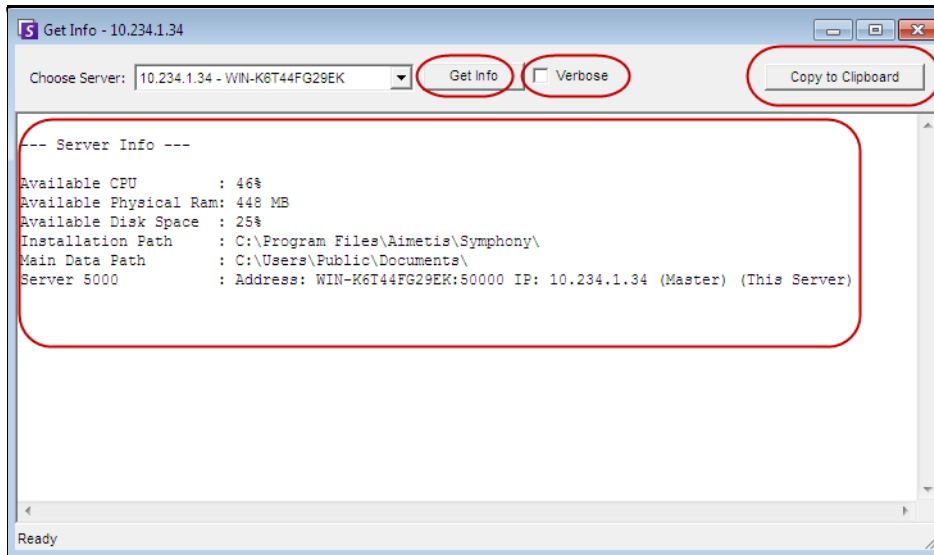 Get Info - 10.234.1.34
Choose Server: 10.234.1.34 - WIN-K6T44FG29EK Get Info Verbose Copy to Clipboard
--- Server Info ---
Available CPU : 46%
Available Physical Ram: 448 MB
Available Disk Space : 25%
Installation Path : C:\Program Files\Aimetis\Symphony\
Main Data Path : C:\Users\Public\Documents\
Server 5000 : Address: WIN-K6T44FG29EK:50000 IP: 10.234.1.34 (Master) (This Server)
Ready